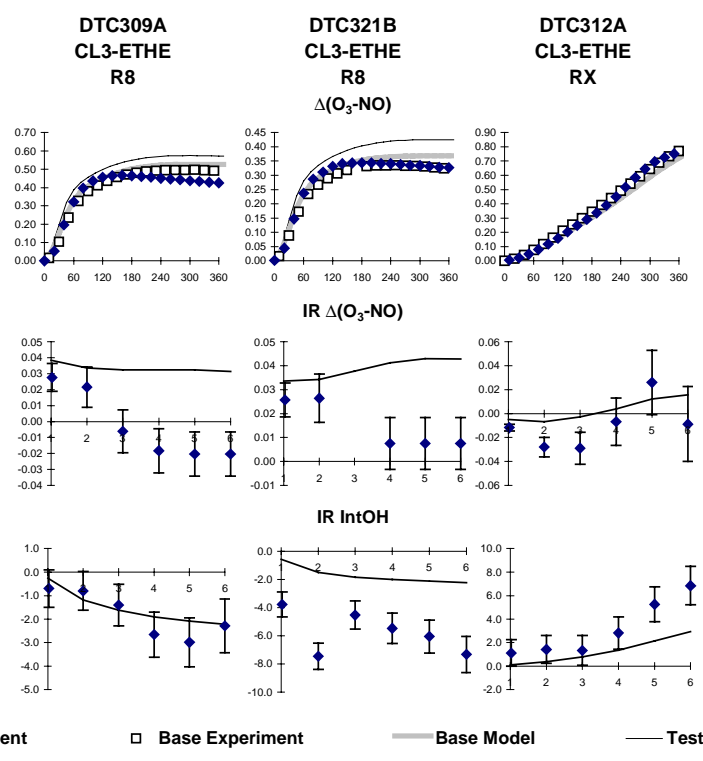 DTC309A DTC321B DTC312A
CL3-ETHE CL3-ETHE CL3-ETHE
R8 R8 RX
Δ(O3-NO)
0.70 0.45 0.90
0.60 0.40 0.80
0.50 0.35 0.70
0.40 0.30 0.60
0.30 0.25 0.50
0.20 0.20 0.40
0.10 0.15 0.30
0.00 0.10 0.20
0.05 0.10
0.00 0.00
0 60 120 180 240 300 360 0 60 120 180 240 300 360 0 60 120 180 240 300 360
IR Δ(O3-NO)
0.05 0.05 0.06
0.04 0.04 0.04
0.03 0.03 0.02
0.02 0.02 0.00
0.01 0.01 -0.02
0.00 0.00 -0.04
-0.01 -0.01 -0.06
-0.02
-0.03
-0.04
1 2 3 4 5 6 1 2 3 4 5 6 1 2 3 4 5 6
IR IntOH
1.0 0.0 10.0
0.0 -2.0 8.0
-1.0 -4.0 6.0
-2.0 -6.0 4.0
-3.0 -8.0 2.0
-4.0 -10.0 0.0
-5.0 -2.0
1 2 3 4 5 6 1 2 3 4 5 6 1 2 3 4 5 6
ent Base Experiment Base Model Test